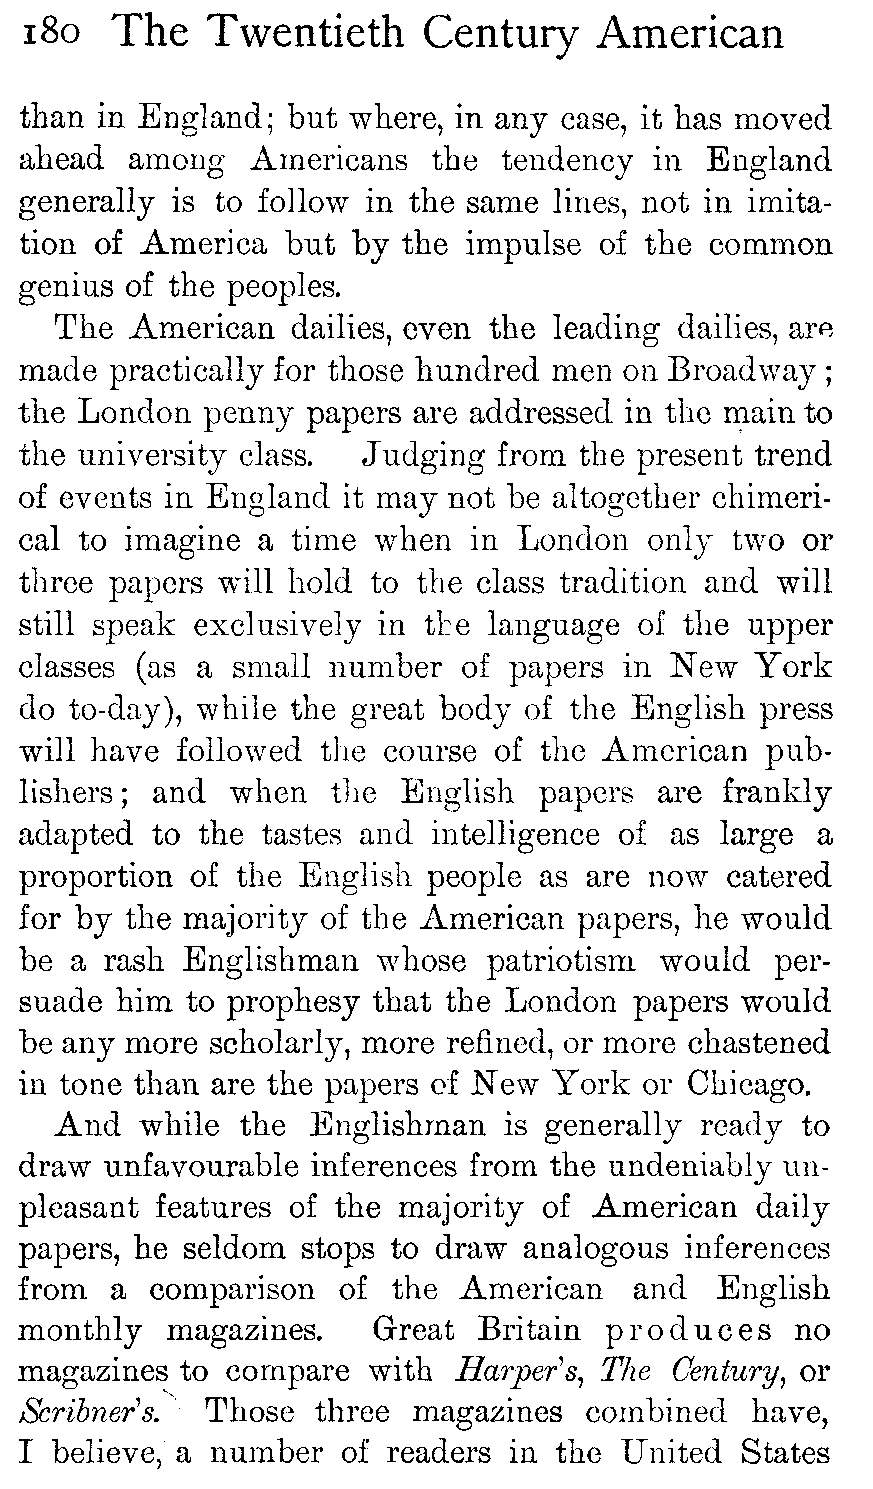 180 The Twentieth Century American
than in England; but where, in any case, it has moved
ahead among Americans the tendency in England
generally is to follow in the same lines, not in imita-
tion of America but by the impulse of the common
genius of the peoples.
The American dailies, even the leading dailies, are
made practically for those hundred men on Broadway;
the London penny papers are addressed in the main to
the university class. Judging from the present trend
of events in England it may not be altogether chimeri-
cal to imagine a time when in London only two or
three papers will hold to the class tradition and will
still speak exclusively in the language of the upper
classes (as a small number of papers in New York
do to-day), while the great body of the English press
will have followed the course of the American pub-
lishers; and when the English papers are frankly
adapted to the tastes and intelligence of as large a
proportion of the English people as are now catered
for by the majority of the American papers, he would
be a rash Englishman whose patriotism would per-
suade him to prophesy that the London papers would
be any more scholarly, more refined, or more chastened
in tone than are the papers of New York or Chicago.
And while the Englishman is generally ready to
draw unfavourable inferences from the undeniably un-
pleasant features of the majority of American daily
papers, he seldom stops to draw analogous inferences
from a comparison of the American and English
monthly magazines. Great Britain produces no
magazines to compare with Harper's, The Century, or
Scribner's. Those three magazines combined have,
I believe, a number of readers in the United States